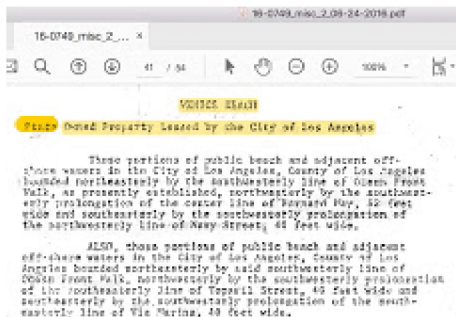 16-0749_misc_2_06-24-2016.pdf
16-0749_misc_2_... ×
41 / 54
100%
VENICE BEACH
State Owned Property Leased by the City of Los Angeles
Those portions of public beach and adjacent off-
shore waters in the City of Los Angeles, County of Los Angeles
bounded northeasterly by the southwesterly line of Ocean Front
Walk, as presently established, northwesterly by the southwest-
erly prolongation of the center line of Barnard Way, 52 feet
wide and southeasterly by the southwesterly prolongation of
the northwesterly line of Navy Street, 40 feet wide.
ALSO, those portions of public beach and adjacent
off-shore waters in the City of Los Angeles, County of Los
Angeles bounded northeasterly by said southwesterly line of
Ocean Front Walk, northwesterly by the southwesterly prolongation
of the southeasterly line of Topsail Street, 40 feet wide and
southeasterly by the southwesterly prolongation of the south-
easterly line of Via Marina, 40 feet wide.